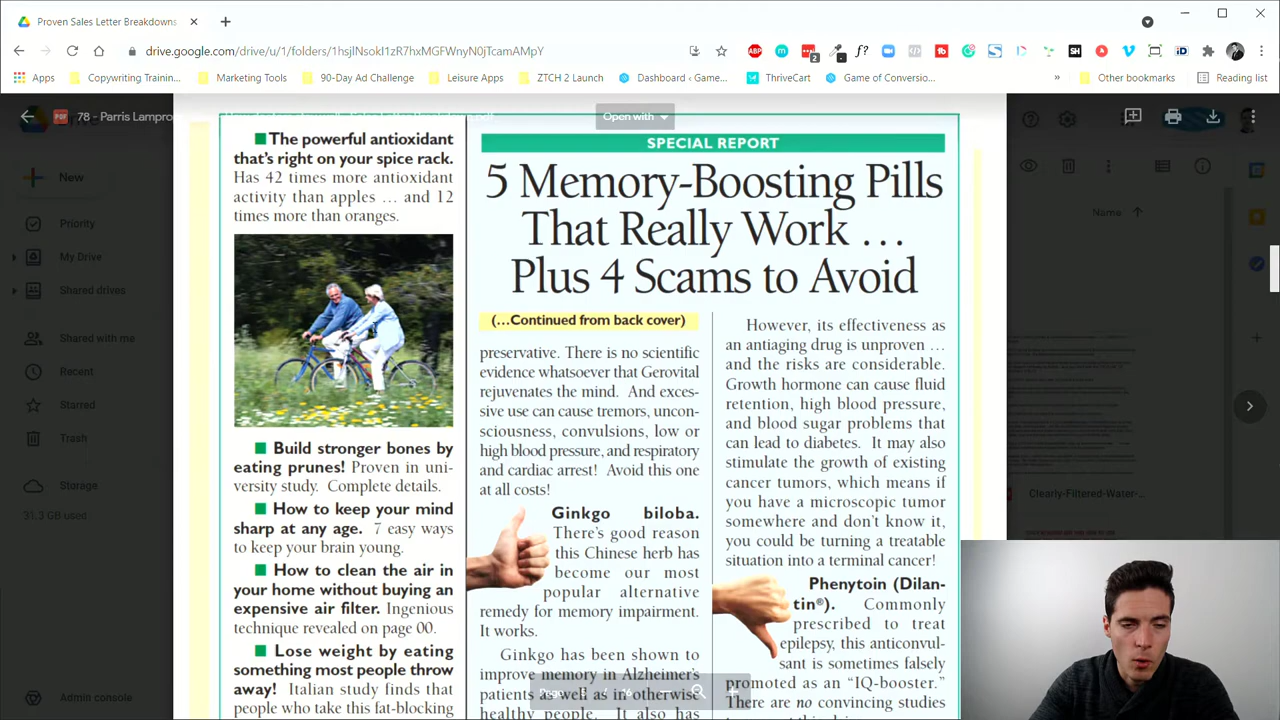 Proven Sales Letter Breakdowns
drive.google.com/drive/u/1/folders/1hsjlNsokI1zR7hxMGFWnyN0jTcamAMpY
Apps
Copywriting Trainin...
Marketing Tools
90-Day Ad Challenge
Leisure Apps
ZTCH 2 Launch
Dashboard ‹ Game...
ThriveCart
Game of Conversio...
»
Other bookmarks
Reading list
78 - Parris Lampro
Open with
New
Priority
My Drive
Shared drives
Shared with me
Recent
Starred
Trash
Storage
31.3 GB used
Admin console
The powerful antioxidant
that's right on your spice rack.
Has 42 times more antioxidant
activity than apples … and 12
times more than oranges.
Build stronger bones by
eating prunes! Proven in uni-
versity study. Complete details.
How to keep your mind
sharp at any age. 7 easy ways
to keep your brain young.
How to clean the air in
your home without buying an
expensive air filter. Ingenious
technique revealed on page 00.
Lose weight by eating
something most people throw
away! Italian study finds that
people who take this fat-blocking
SPECIAL REPORT
5 Memory-Boosting Pills
That Really Work …
Plus 4 Scams to Avoid
(…Continued from back cover)
preservative. There is no scientific
evidence whatsoever that Gerovital
rejuvenates the mind. And exces-
sive use can cause tremors, uncon-
sciousness, convulsions, low or
high blood pressure, and respiratory
and cardiac arrest! Avoid this one
at all costs!
Ginkgo biloba.
There's good reason
this Chinese herb has
become our most
popular alternative
remedy for memory impairment.
It works.
Ginkgo has been shown to
improve memory in Alzheimer's
patients as well as in otherwise
healthy people. It also has
However, its effectiveness as
an antiaging drug is unproven …
and the risks are considerable.
Growth hormone can cause fluid
retention, high blood pressure,
and blood sugar problems that
can lead to diabetes. It may also
stimulate the growth of existing
cancer tumors, which means if
you have a microscopic tumor
somewhere and don't know it,
you could be turning a treatable
situation into a terminal cancer!
Phenytoin (Dilan-
tin®). Commonly
prescribed to treat
epilepsy, this anticonvul-
sant is sometimes falsely
promoted as an "IQ-booster."
There are no convincing studies
Name
Clearly-Filtered-Water-...